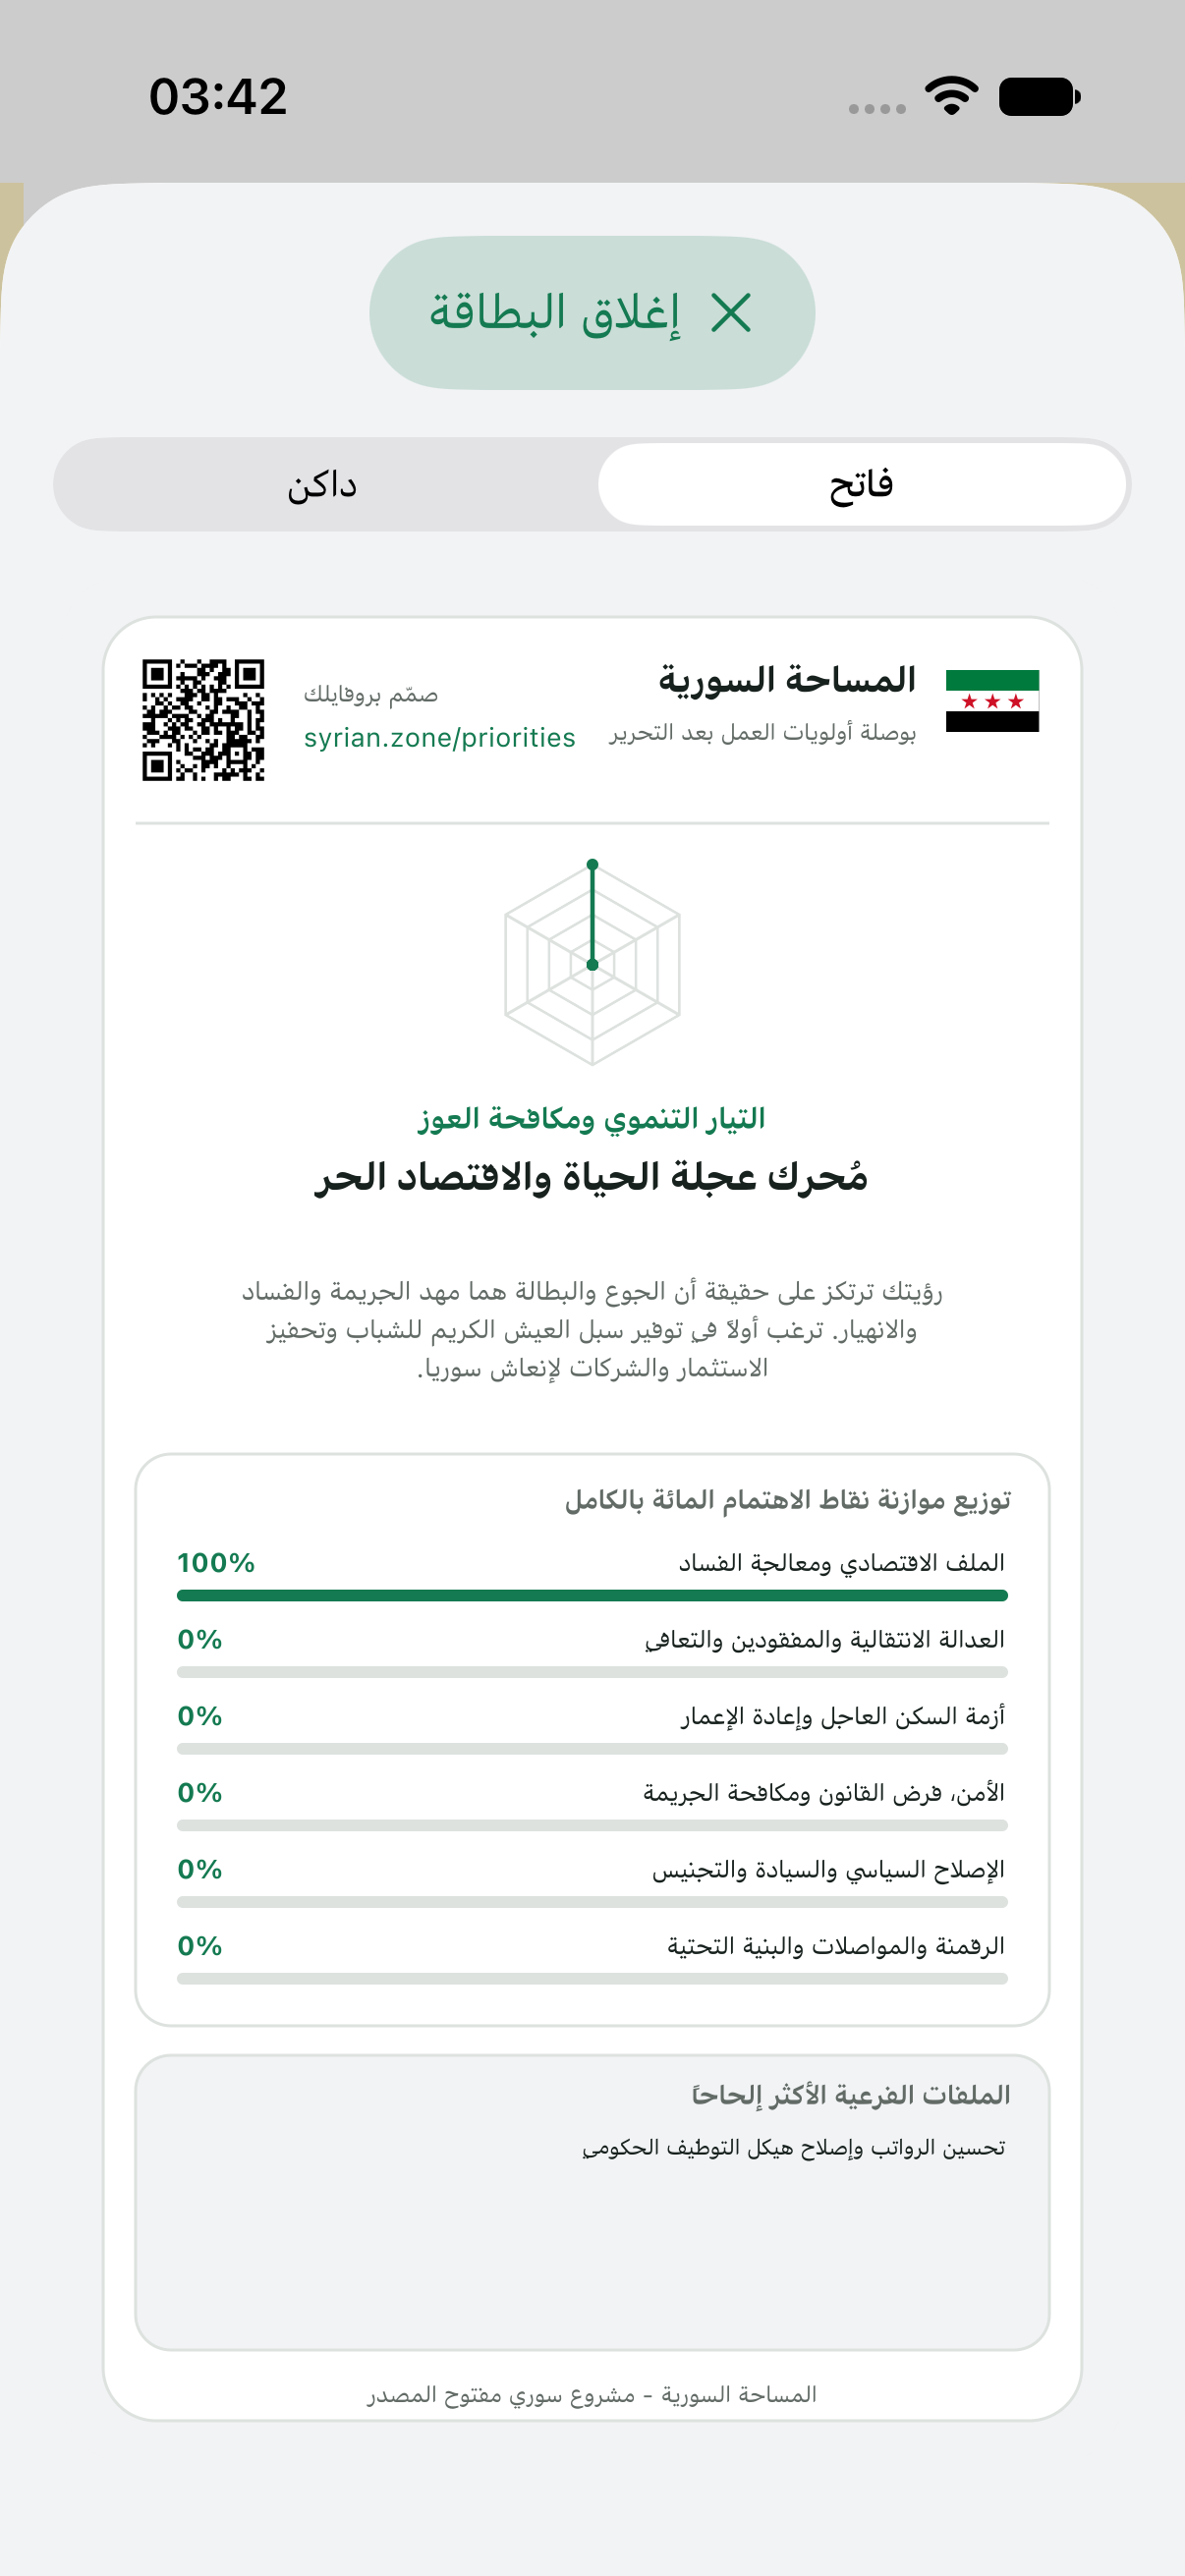 03:42
إغلاق البطاقة
فاتح
داكن
المساحة السورية
بوصلة أولويات العمل بعد التحرير
صمّم بروفايلك
syrian.zone/priorities
التيار التنموي ومكافحة العوز
مُحرك عجلة الحياة والاقتصاد الحر
رؤيتك ترتكز على حقيقة أن الجوع والبطالة هما مهد الجريمة والفساد
والانهيار. ترغب أولاً في توفير سبل العيش الكريم للشباب وتحفيز
الاستثمار والشركات لإنعاش سوريا.
توزيع موازنة نقاط الاهتمام المائة بالكامل
الملف الاقتصادي ومعالجة الفساد 100%
العدالة الانتقالية والمفقودين والتعافي 0%
أزمة السكن العاجل وإعادة الإعمار 0%
الأمن، فرض القانون ومكافحة الجريمة 0%
الإصلاح السياسي والسيادة والتجنيس 0%
الرقمنة والمواصلات والبنية التحتية 0%
الملفات الفرعية الأكثر إلحاحاً
تحسين الرواتب وإصلاح هيكل التوظيف الحكومي
المساحة السورية - مشروع سوري مفتوح المصدر